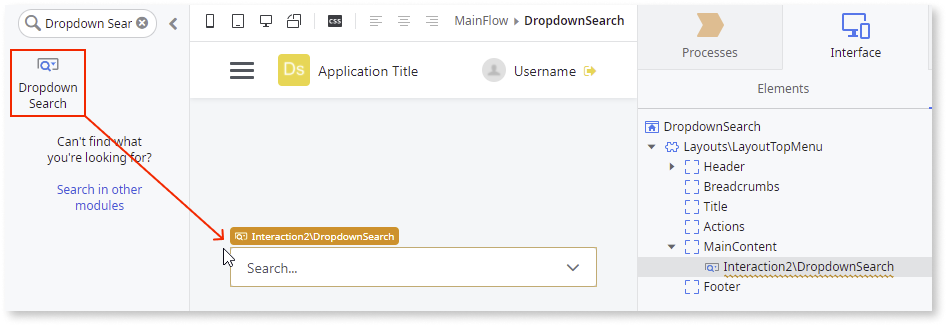 Dropdown Sear
Dropdown
Search
Can't find what
you're looking for?
Search in other
modules
CSS
MainFlow DropdownSearch
Ds
Application Title
Username
Interaction2\DropdownSearch
Search...
Processes
Interface
Elements
DropdownSearch
Layouts\LayoutTopMenu
Header
Breadcrumbs
Title
Actions
MainContent
Interaction2\DropdownSearch
Footer